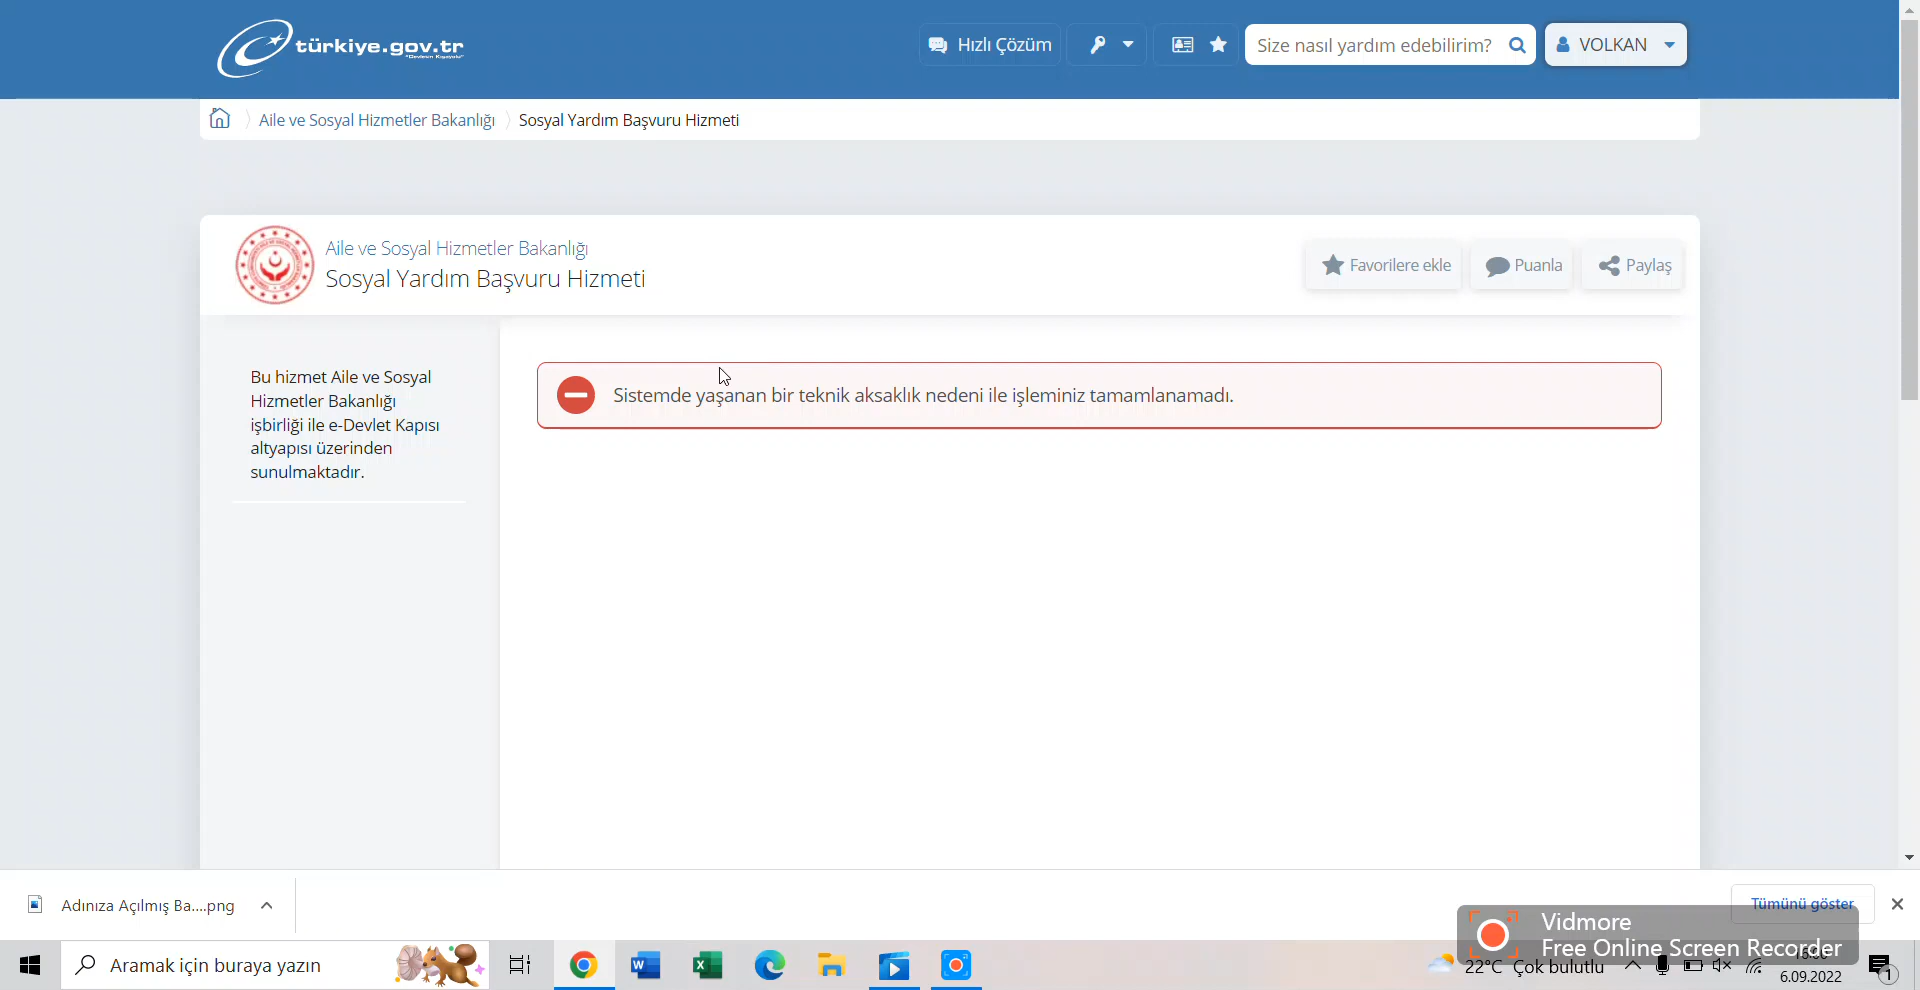 türkiye.gov.tr
"Devletin Kısayolu"
Hızlı Çözüm
Size nasıl yardım edebilirim?
VOLKAN
Aile ve Sosyal Hizmetler Bakanlığı
Sosyal Yardım Başvuru Hizmeti
Aile ve Sosyal Hizmetler Bakanlığı
Sosyal Yardım Başvuru Hizmeti
Favorilere ekle
Puanla
Paylaş
Bu hizmet Aile ve Sosyal
Hizmetler Bakanlığı
işbirliği ile e-Devlet Kapısı
altyapısı üzerinden
sunulmaktadır.
Sistemde yaşanan bir teknik aksaklık nedeni ile işleminiz tamamlanamadı.
Adınıza Açılmış Ba....png
Tümünü göster
Vidmore
Free Online Screen Recorder
Aramak için buraya yazın
22°C Çok bulutlu
6.09.2022
1